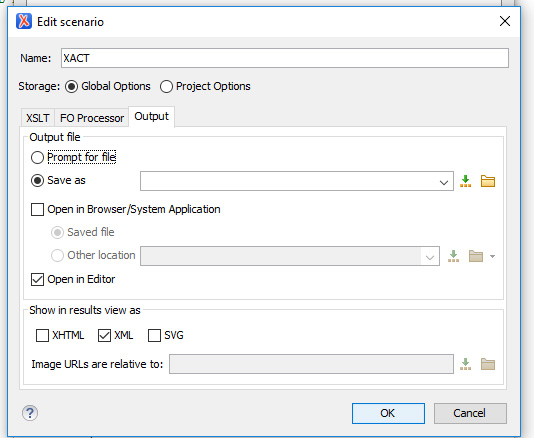 Edit scenario
Name: XACT
Storage: Global Options Project Options
XSLT FO Processor Output
Output file
Prompt for file
Save as
Open in Browser/System Application
Saved file
Other location
Open in Editor
Show in results view as
XHTML XML SVG
Image URLs are relative to:
? OK Cancel